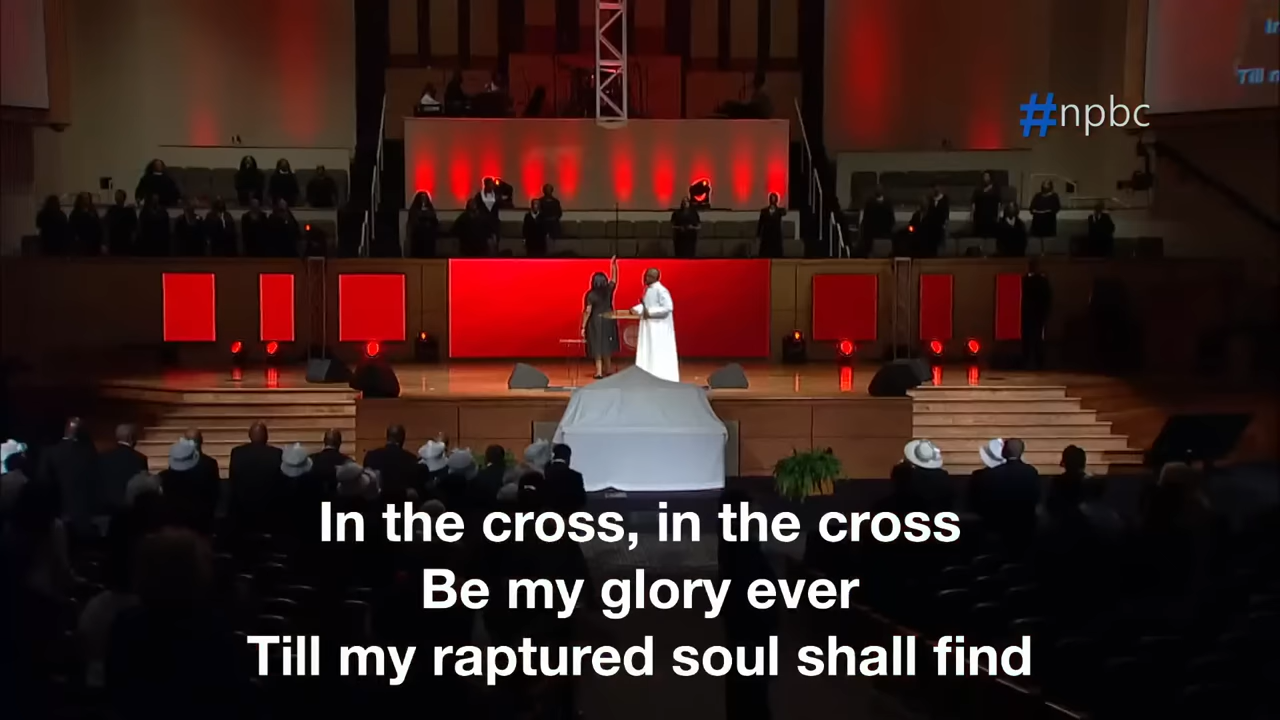 #npbc
In the cross, in the cross
Be my glory ever
Till my raptured soul shall find